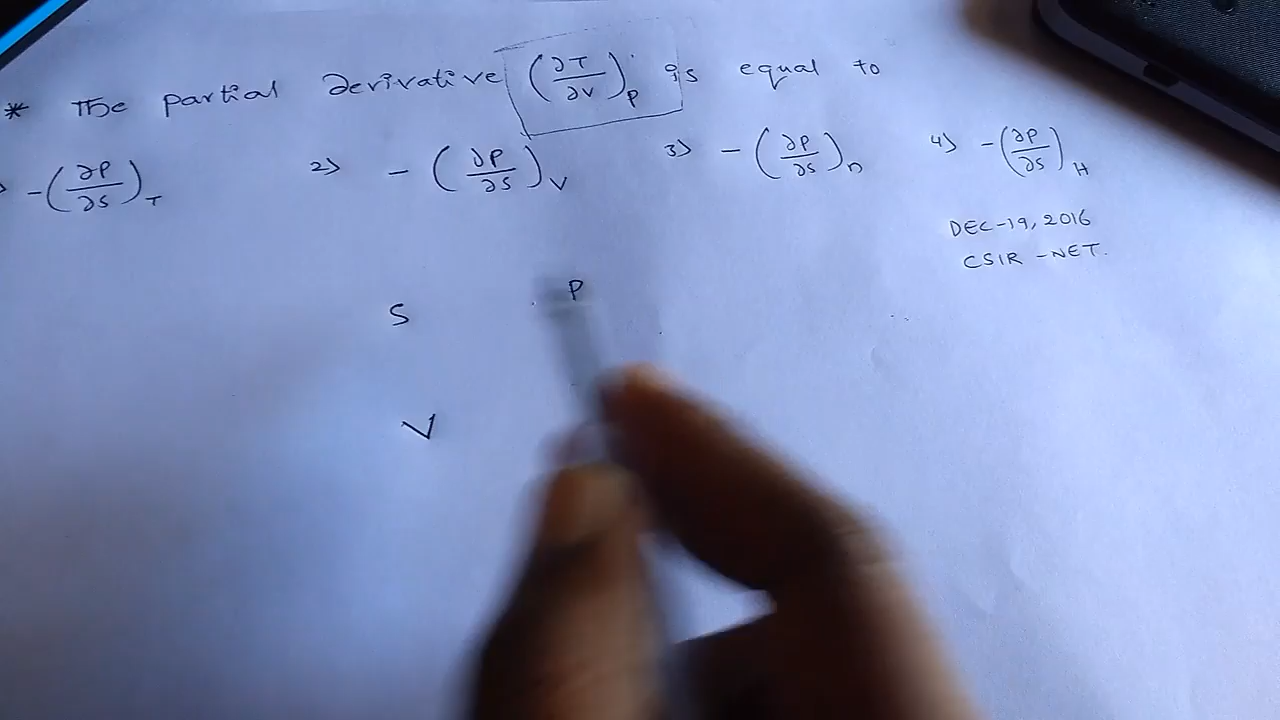 * The partial derivative (∂T/∂V)_P is equal to
-(∂P/∂S)_T 2) -(∂P/∂S)_V 3) -(∂P/∂S)_n 4) -(∂P/∂S)_H
DEC-19, 2016
CSIR-NET.
S P
V